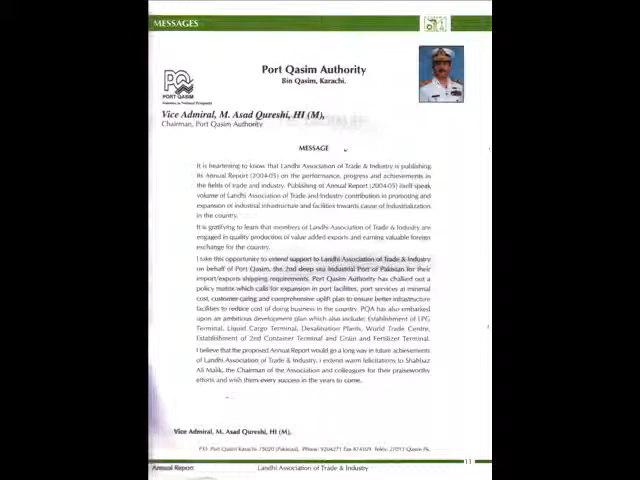 MESSAGES
Port Qasim Authority
Bin Qasim, Karachi.
PORT QASIM
Vice Admiral, M. Asad Qureshi, HI (M),
Chairman, Port Qasim Authority
MESSAGE
It is heartening to know that Landhi Association of Trade & Industry is publishing
its Annual Report (2004-05) on the performance, progress and achievements in
the fields of trade and industry. Publishing of Annual Report (2004-05) itself speak
volume of Landhi Association of Trade and Industry contribution in promoting and
expansion of industrial infrastructure and facilities towards cause of Industrialization
in the country.
It is gratifying to learn that members of Landhi Association of Trade & Industry are
engaged in quality production of value added exports and earning valuable foreign
exchange for the country.
I take this opportunity to extend support to Landhi Association of Trade & Industry
on behalf of Port Qasim, the 2nd deep sea Industrial Port of Pakistan for their
import/exports shipping requirements. Port Qasim Authority has chalked out a
policy matrix which calls for expansion in port facilities, port services at minimal
cost, customer caring and comprehensive uplift plan to ensure better infrastructure
facilities to reduce cost of doing business in the country. PQA has also embarked
upon an ambitious development plan which also include; Establishment of LPG
Terminal, Liquid Cargo Terminal, Desalination Plants, World Trade Centre,
Establishment of 2nd Container Terminal and Grain and Fertilizer Terminal.
I believe that the proposed Annual Report would go a long way in future achievements
of Landhi Association of Trade & Industry. I extend warm felicitations to Shahbaz
Ali Malik, the Chairman of the Association and colleagues for their praiseworthy
efforts and wish them every success in the years to come.
Vice Admiral, M. Asad Qureshi, HI (M),
Port Qasim Karachi 75020 (Pakistan), Phone: Fax Telex:
11
Annual Report
Landhi Association of Trade & Industry